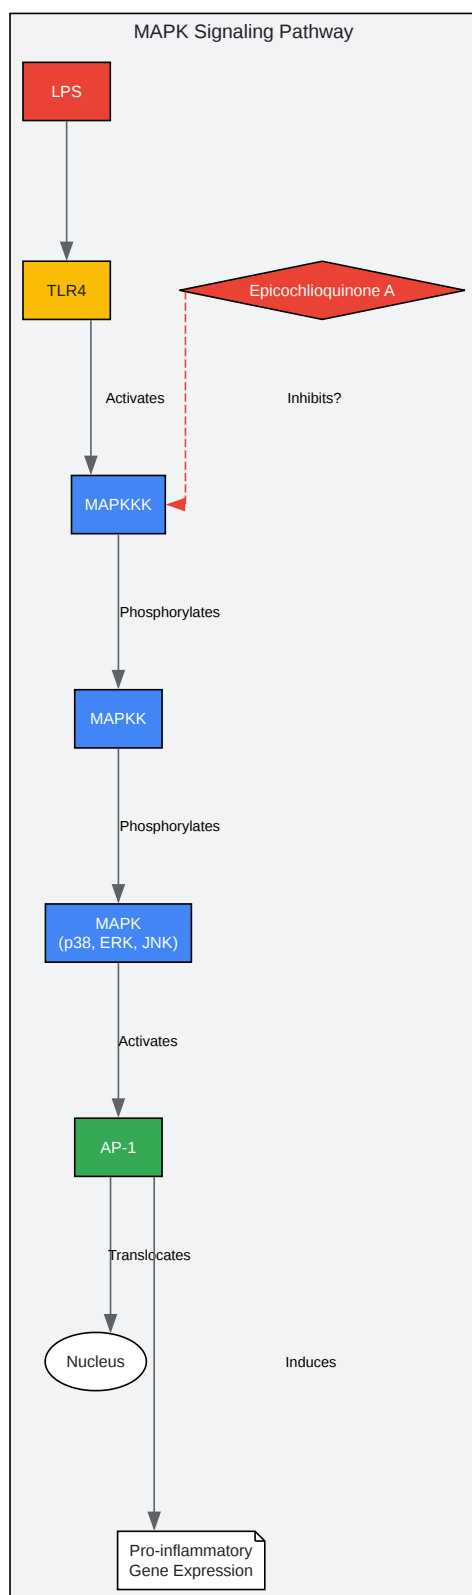 MAPK Signaling Pathway
LPS
TLR4
Epicochlioquinone A
Activates
Inhibits?
MAPKKK
Phosphorylates
MAPKK
Phosphorylates
MAPK
(p38, ERK, JNK)
Activates
AP-1
Translocates
Nucleus
Induces
Pro-inflammatory
Gene Expression